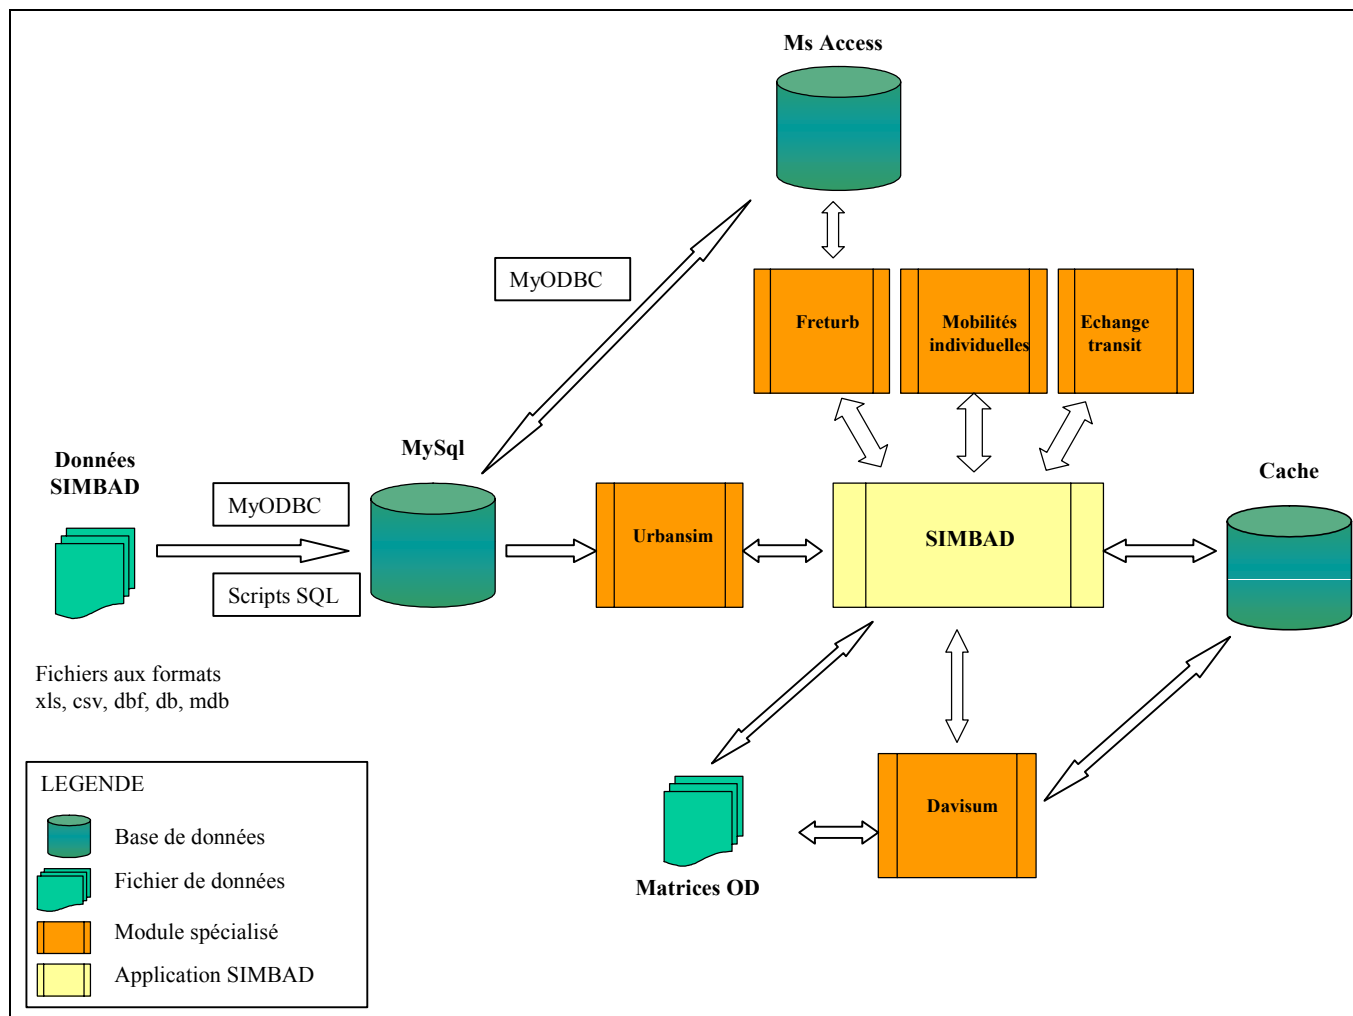 Ms Access
MyODBC
Freturb
Mobilités
individuelles
Echange
transit
MySql
Données
SIMBAD
MyODBC
Scripts SQL
Urbansim
SIMBAD
Cache
Fichiers aux formats
xls, csv, dbf, db, mdb
Davisum
Matrices OD
LEGENDE
Base de données
Fichier de données
Module spécialisé
Application SIMBAD